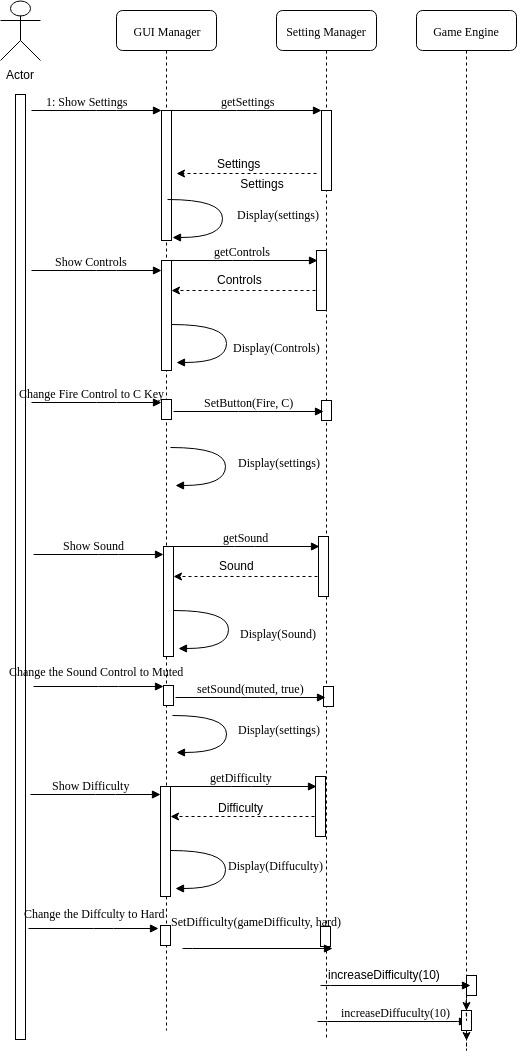 GUI Manager
Setting Manager
Game Engine
Actor
1: Show Settings
getSettings
Settings
Settings
Display(settings)
getControls
Show Controls
Controls
Display(Controls)
Change Fire Control to C Key
SetButton(Fire, C)
Display(settings)
getSound
Show Sound
Sound
Display(Sound)
Change the Sound Control to Muted
setSound(muted, true)
Display(settings)
getDifficulty
Show Difficulty
Difficulty
Display(Diffuculty)
Change the Diffculty to Hard
SetDifficulty(gameDifficulty, hard)
increaseDifficulty(10)
increaseDiffuculty(10)